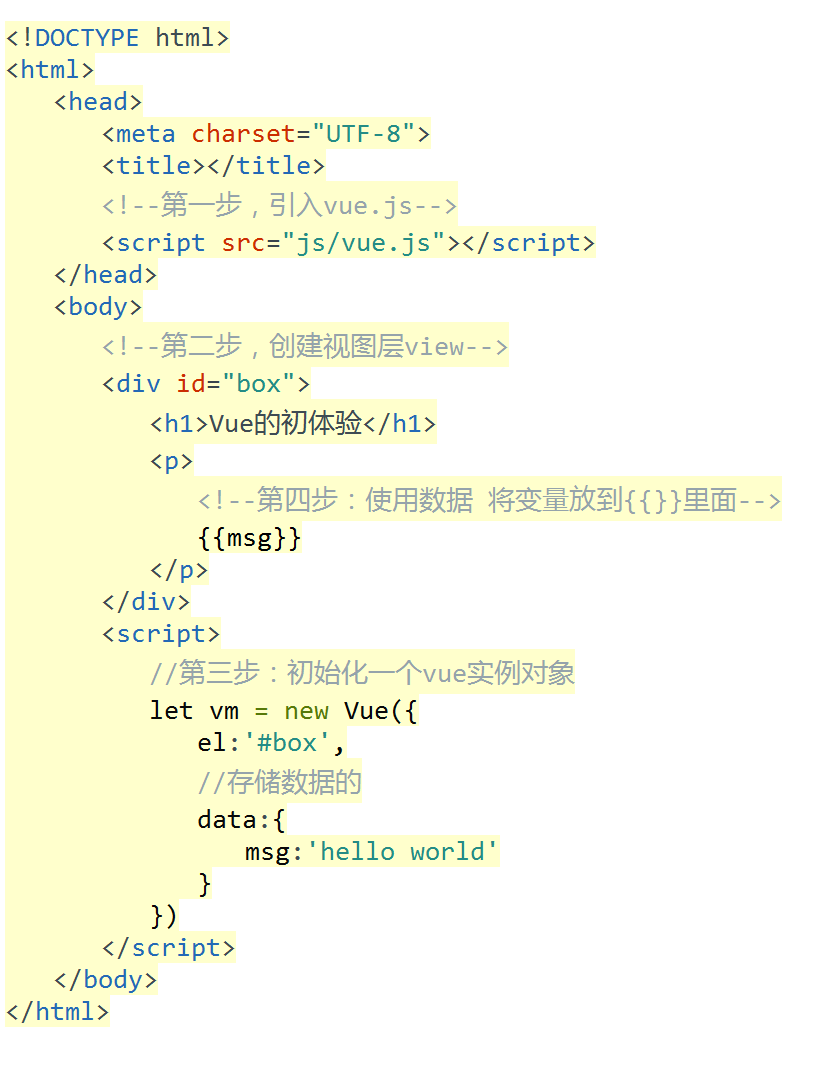 <!DOCTYPE html>
<html>
<head>
<meta charset="UTF-8">
<title></title>
<!--第一步，引入vue.js-->
<script src="js/vue.js"></script>
</head>
<body>
<!--第二步，创建视图层view-->
<div id="box">
<h1>Vue的初体验</h1>
<p>
<!--第四步：使用数据 将变量放到{{}}里面-->
{{msg}}
</p>
</div>
<script>
//第三步：初始化一个vue实例对象
let vm = new Vue({
el:'#box',
//存储数据的
data:{
msg:'hello world'
}
})
</script>
</body>
</html>